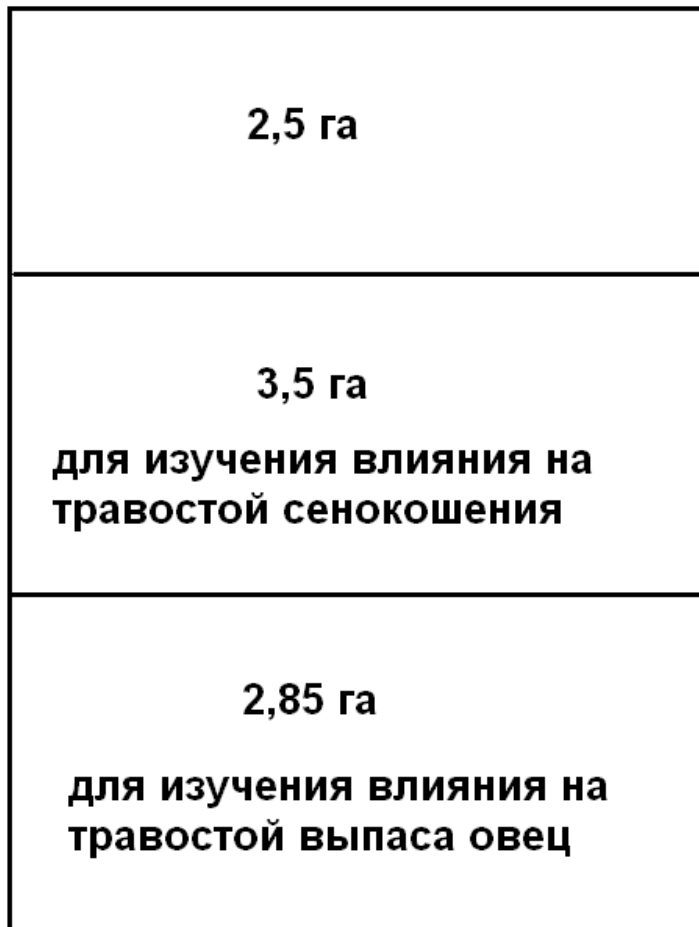 2,5 га
3,5 га
для изучения влияния на
травостой сенокошения
2,85 га
для изучения влияния на
травостой выпаса овец